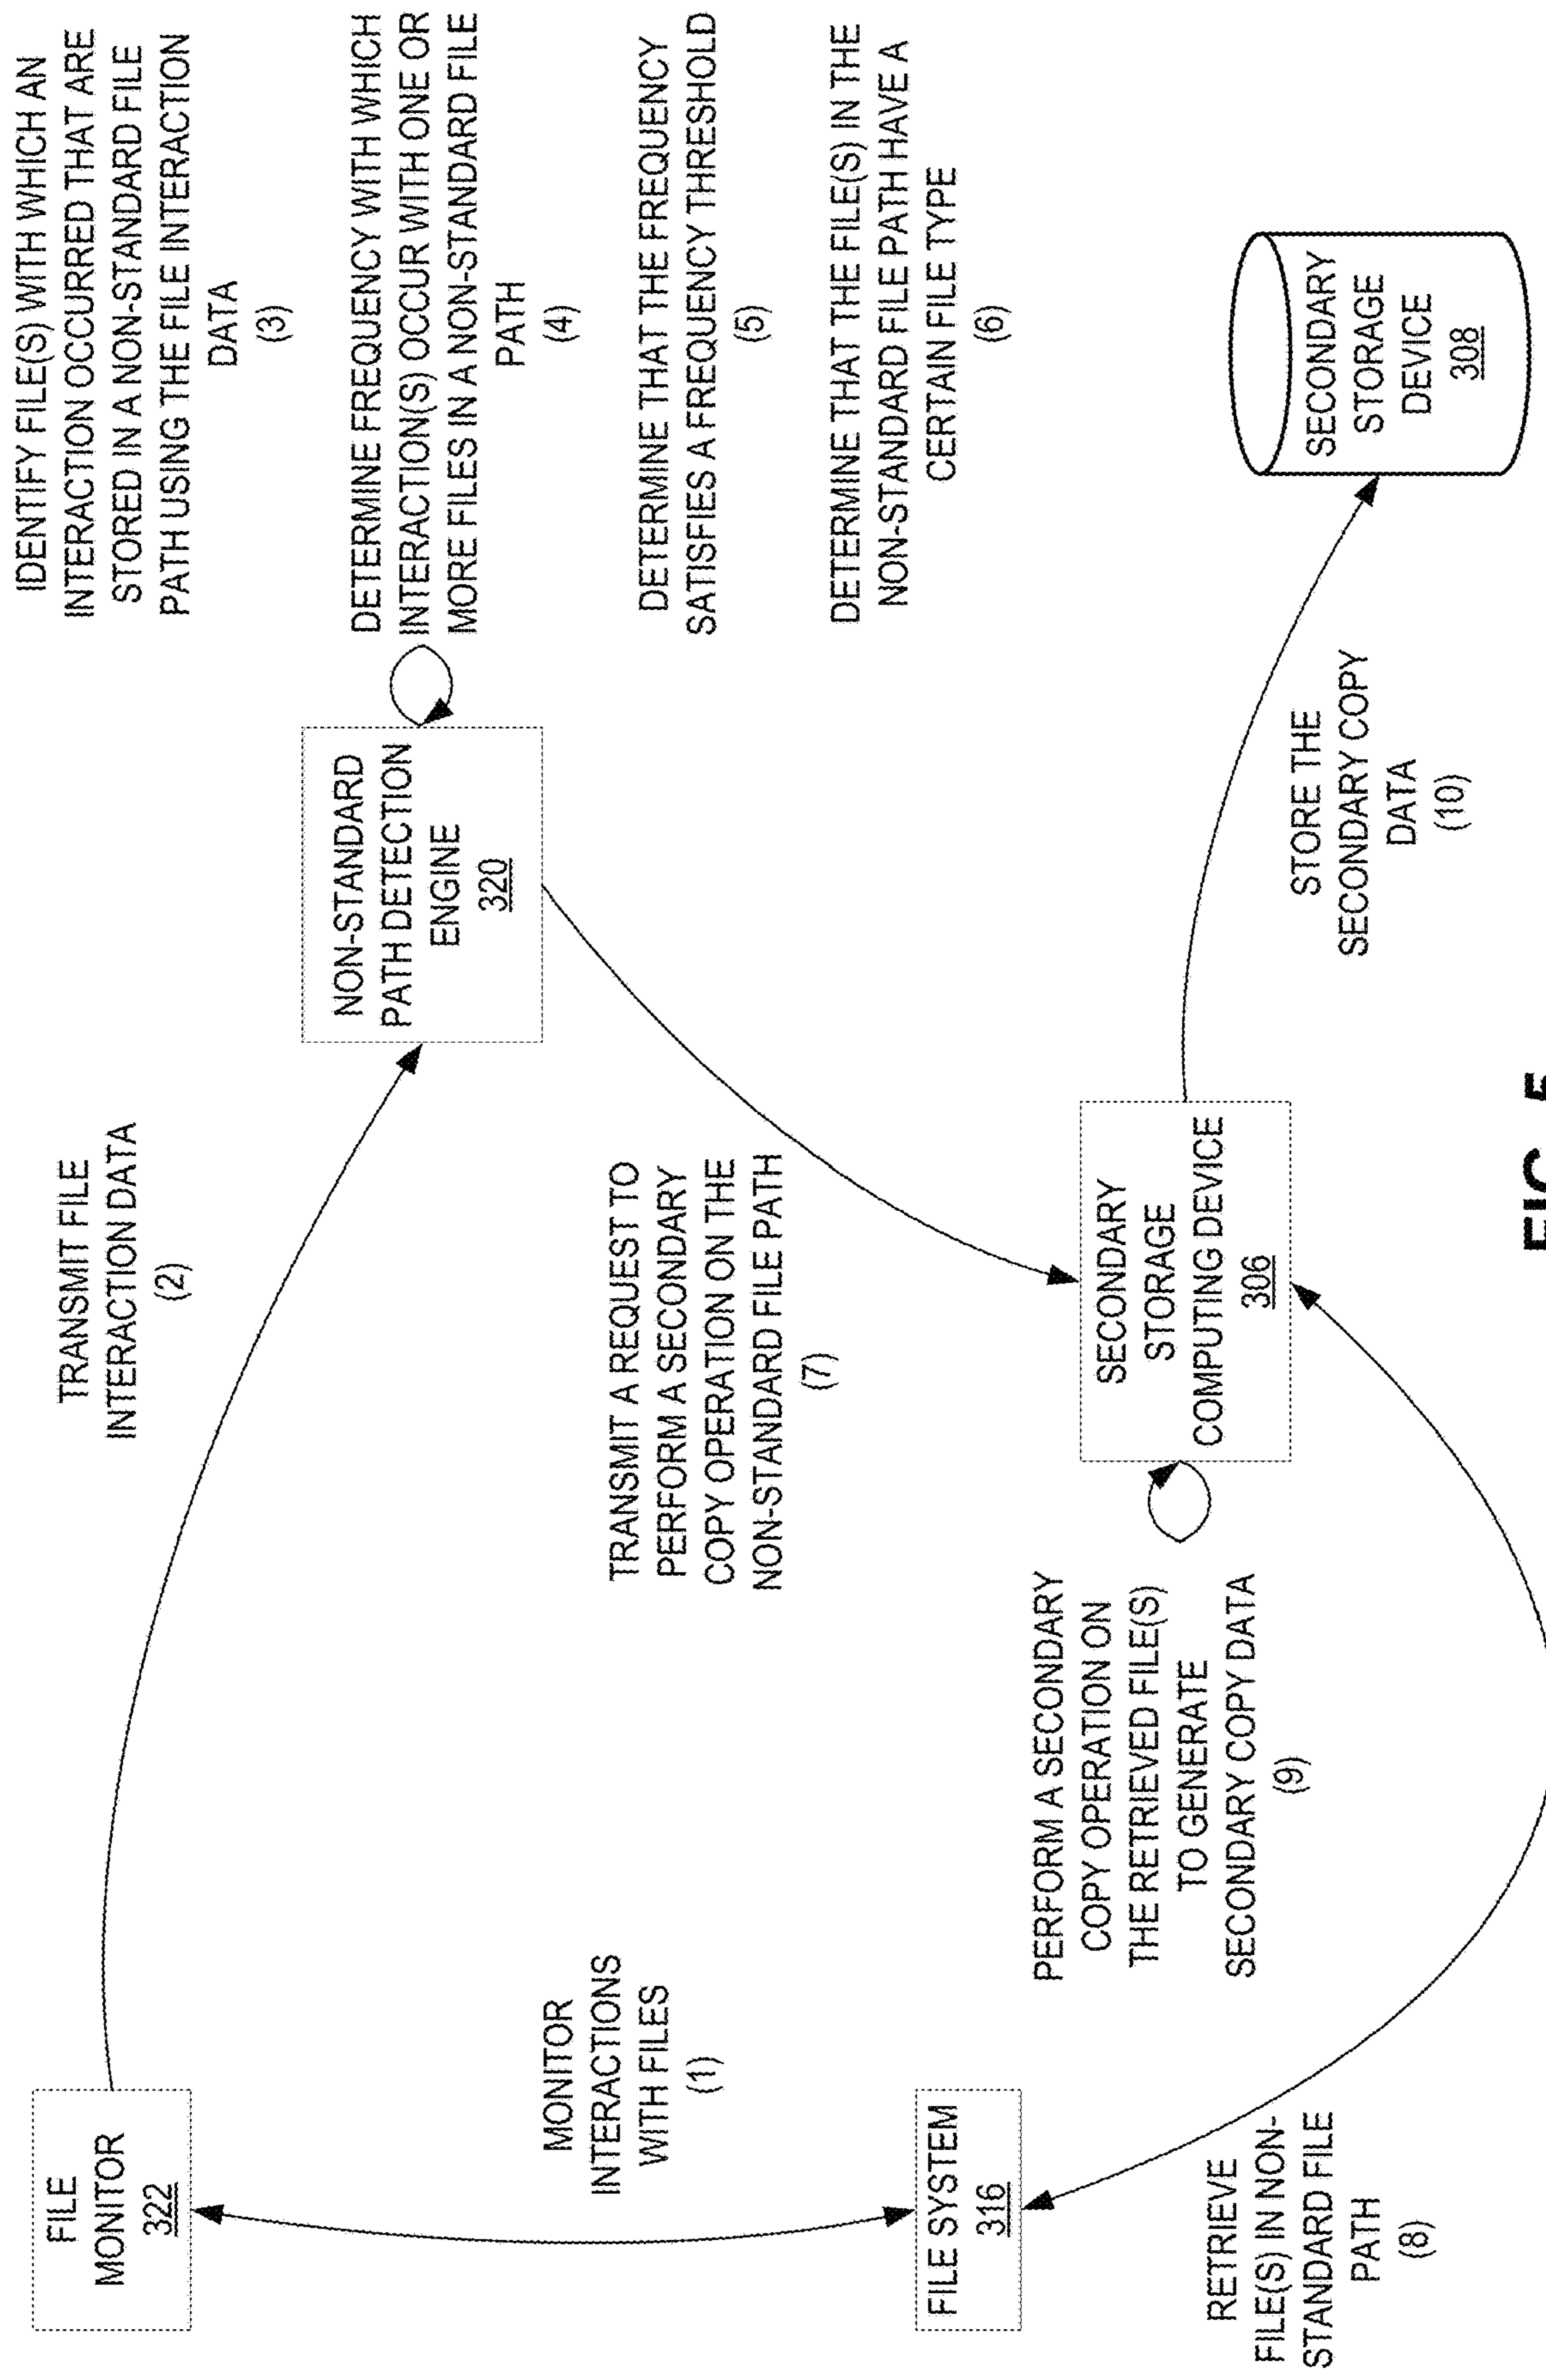 FILE
MONITOR
322
TRANSMIT FILE
INTERACTION DATA
(2)
IDENTIFY FILE(S) WITH WHICH AN
INTERACTION OCCURRED THAT ARE
STORED IN A NON-STANDARD FILE
PATH USING THE FILE INTERACTION
DATA
(3)
NON-STANDARD
PATH DETECTION
ENGINE
320
DETERMINE FREQUENCY WITH WHICH
INTERACTION(S) OCCUR WITH ONE OR
MORE FILES IN A NON-STANDARD FILE
PATH
(4)
DETERMINE THAT THE FREQUENCY
SATISFIES A FREQUENCY THRESHOLD
(5)
DETERMINE THAT THE FILE(S) IN THE
NON-STANDARD FILE PATH HAVE A
CERTAIN FILE TYPE
(6)
MONITOR
INTERACTIONS
WITH FILES
(1)
TRANSMIT A REQUEST TO
PERFORM A SECONDARY
COPY OPERATION ON THE
NON-STANDARD FILE PATH
(7)
FILE SYSTEM
316
RETRIEVE
FILE(S) IN NON-
STANDARD FILE
PATH
(8)
PERFORM A SECONDARY
COPY OPERATION ON
THE RETRIEVED FILE(S)
TO GENERATE
SECONDARY COPY DATA
(9)
SECONDARY
STORAGE
COMPUTING DEVICE
306
STORE THE
SECONDARY COPY
DATA
(10)
SECONDARY
STORAGE
DEVICE
308
FIG. 5